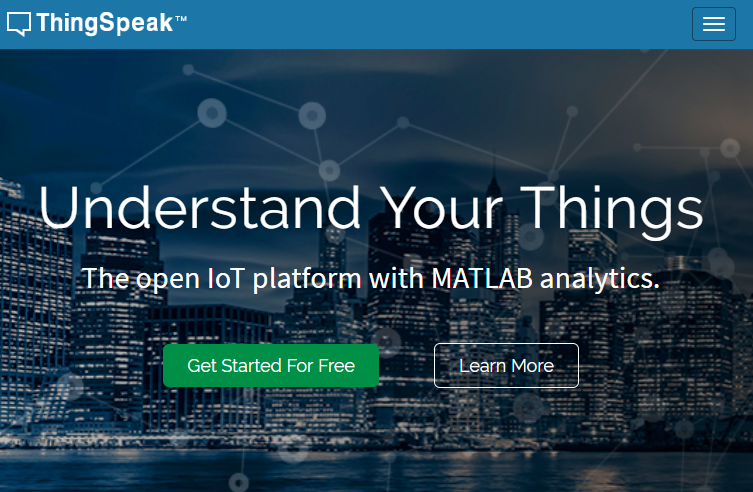 ThingSpeak™
Understand Your Things
The open IoT platform with MATLAB analytics.
Get Started For Free
Learn More